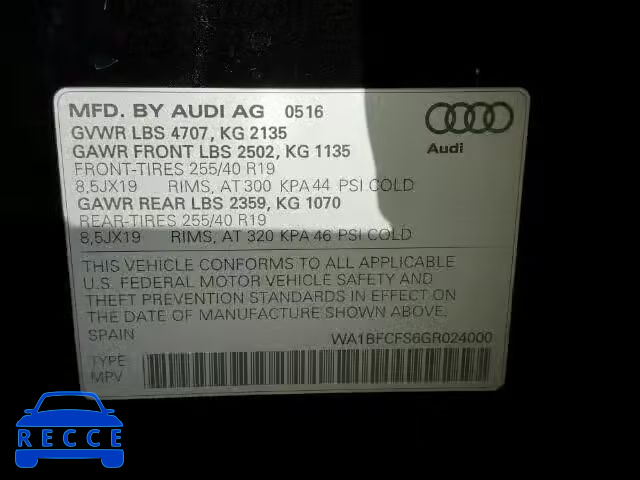 MFD. BY AUDI AG 0516
GVWR LBS 4707, KG 2135
GAWR FRONT LBS 2502, KG 1135
FRONT-TIRES 255/40 R19
8,5JX19 RIMS, AT 300 KPA 44 PSI COLD
GAWR REAR LBS 2359, KG 1070
REAR-TIRES 255/40 R19
8,5JX19 RIMS, AT 320 KPA 46 PSI COLD
Audi
THIS VEHICLE CONFORMS TO ALL APPLICABLE
U.S. FEDERAL MOTOR VEHICLE SAFETY AND
THEFT PREVENTION STANDARDS IN EFFECT ON
THE DATE OF MANUFACTURE SHOWN ABOVE.
SPAIN WA1BFCFS6GR024000
TYPE
MPV
RECCE